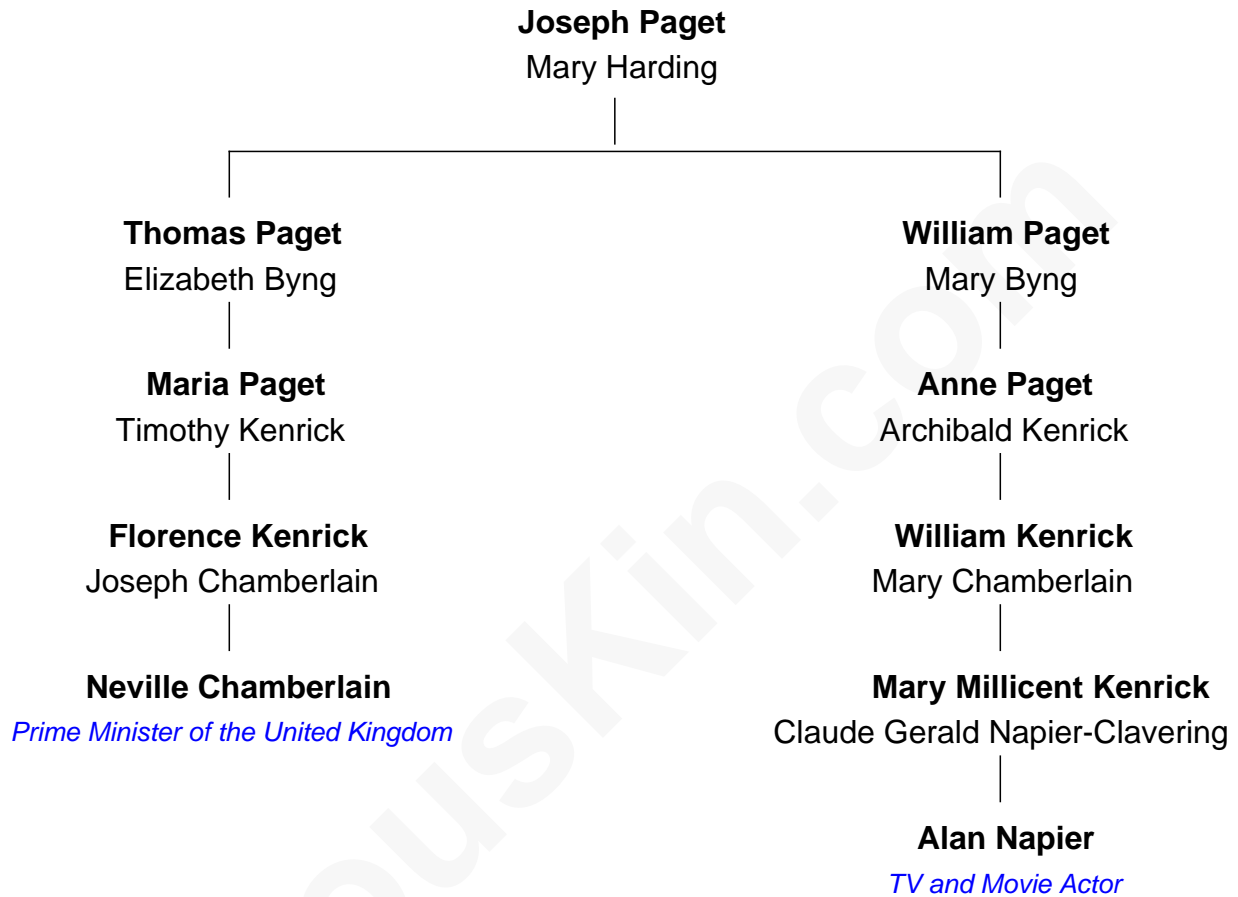 Joseph Paget
Mary Harding
Thomas Paget
Elizabeth Byng
Maria Paget
Timothy Kenrick
Florence Kenrick
Joseph Chamberlain
Neville Chamberlain
Prime Minister of the United Kingdom
William Paget
Mary Byng
Anne Paget
Archibald Kenrick
William Kenrick
Mary Chamberlain
Mary Millicent Kenrick
Claude Gerald Napier-Clavering
Alan Napier
TV and Movie Actor
ousKin.com